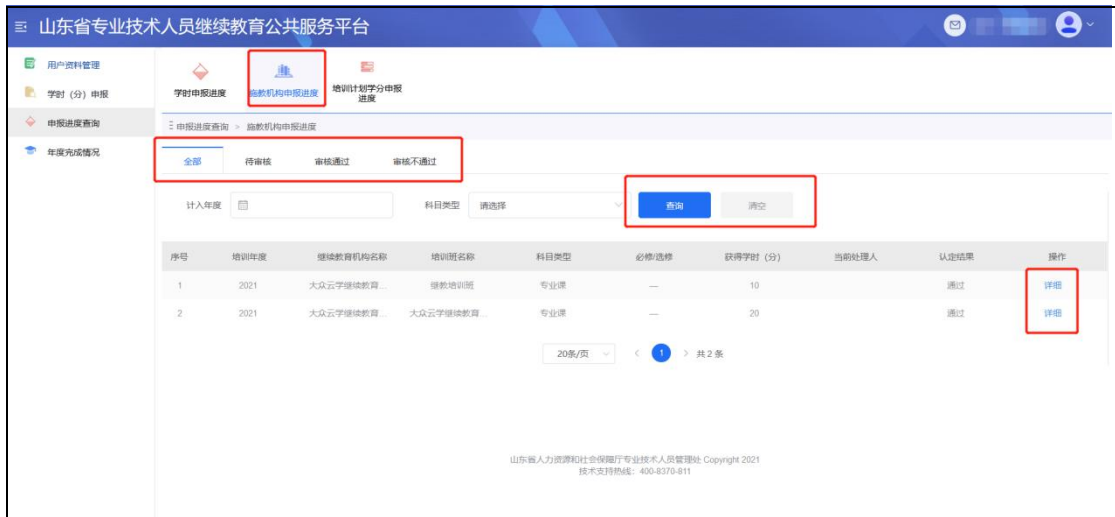 山东省专业技术人员继续教育公共服务平台
用户资料管理
学时（分）申报
申报进度查询
年度完成情况
学时申报进度
施教机构申报进度
培训计划学分申报
进度
申报进度查询 > 施教机构申报进度
全部 待审核 审核通过 审核不通过
计入年度 科目类型 请选择 查询 清空
序号 培训年度 继续教育机构名称 培训班名称 科目类型 必修/选修 获得学时（分） 当前处理人 认定结果 操作
1 2021 大众云学继续教育... 继教培训班 专业课 — 10 通过 详细
2 2021 大众云学继续教育... 大众云学继续教育... 专业课 — 20 通过 详细
20条/页 < 1 > 共 2 条
山东省人力资源和社会保障厅专业技术人员管理处 Copyright 2021
技术支持热线：400-8370-811